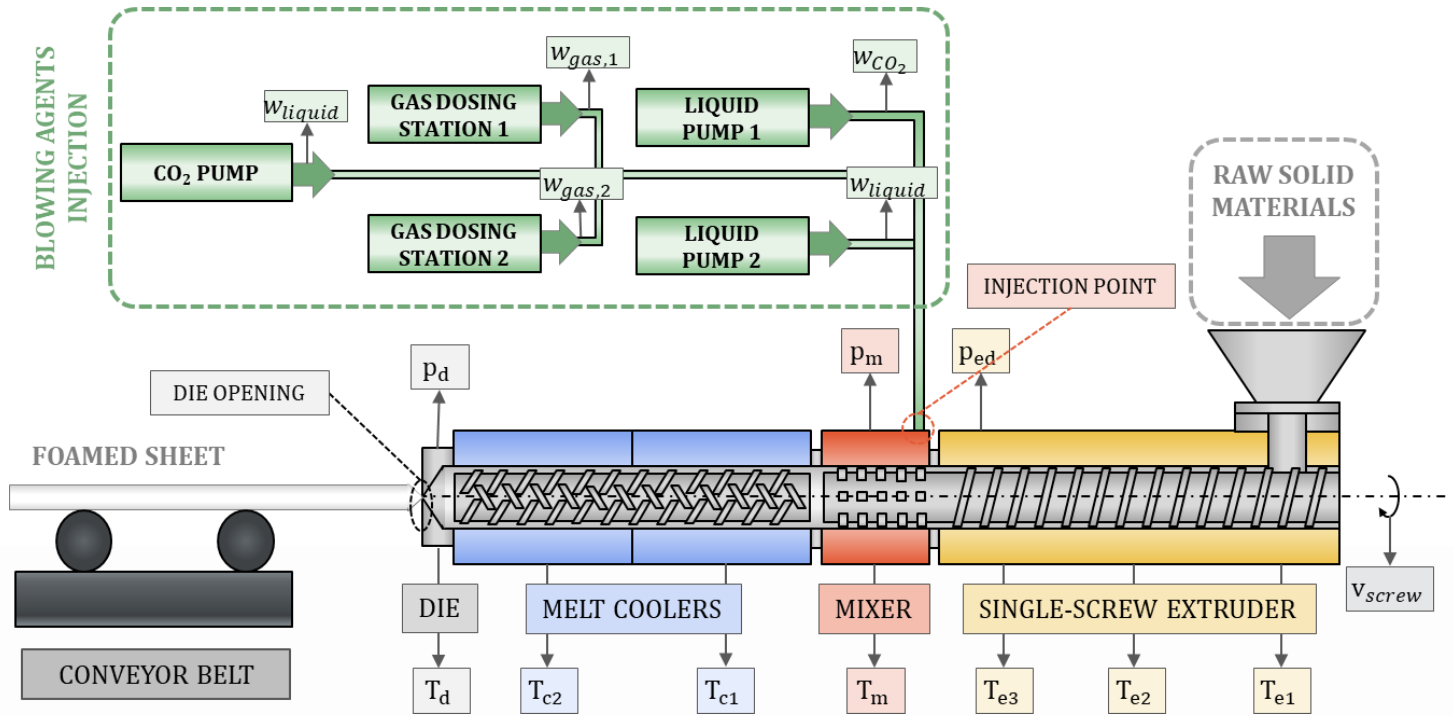 BLOWING AGENTS
INJECTION
w_gas,1
w_CO₂
w_liquid
GAS DOSING
STATION 1
LIQUID
PUMP 1
CO₂ PUMP
w_gas,2
w_liquid
GAS DOSING
STATION 2
LIQUID
PUMP 2
RAW SOLID
MATERIALS
INJECTION POINT
p_m
p_ed
p_d
DIE OPENING
FOAMED SHEET
v_screw
DIE
MELT COOLERS
MIXER
SINGLE-SCREW EXTRUDER
CONVEYOR BELT
T_d
T_c2
T_c1
T_m
T_e3
T_e2
T_e1